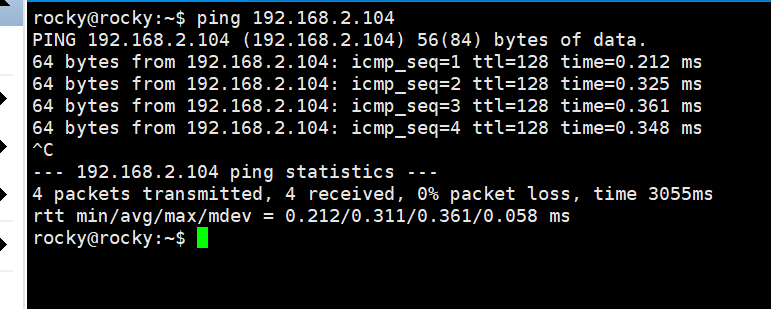 rocky@rocky:~$ ping 192.168.2.104
PING 192.168.2.104 (192.168.2.104) 56(84) bytes of data.
64 bytes from 192.168.2.104: icmp_seq=1 ttl=128 time=0.212 ms
64 bytes from 192.168.2.104: icmp_seq=2 ttl=128 time=0.325 ms
64 bytes from 192.168.2.104: icmp_seq=3 ttl=128 time=0.361 ms
64 bytes from 192.168.2.104: icmp_seq=4 ttl=128 time=0.348 ms
^C
--- 192.168.2.104 ping statistics ---
4 packets transmitted, 4 received, 0% packet loss, time 3055ms
rtt min/avg/max/mdev = 0.212/0.311/0.361/0.058 ms
rocky@rocky:~$